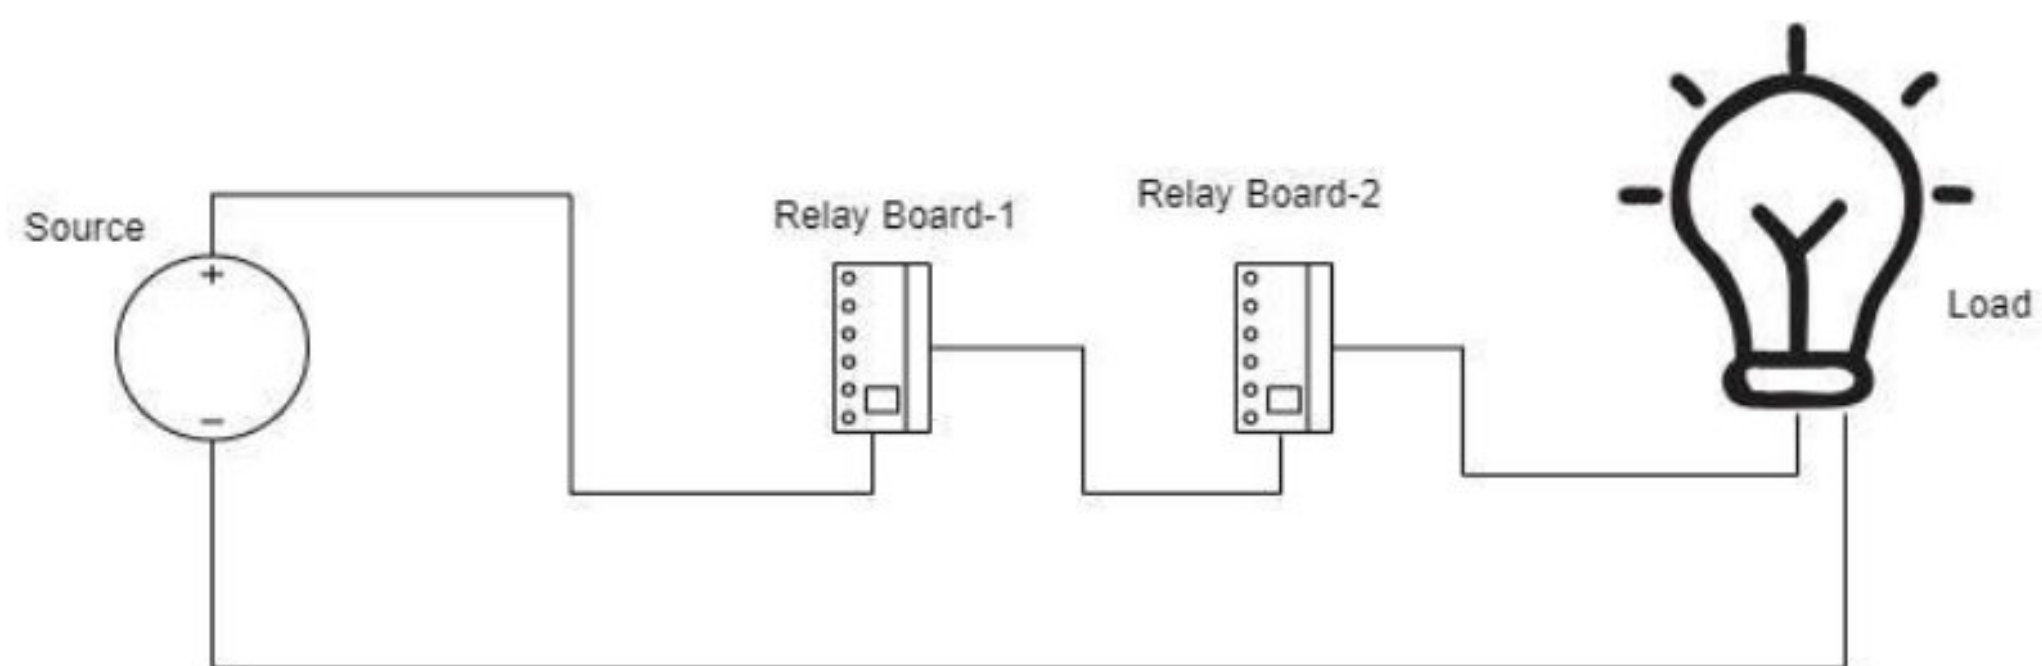 Source
+
−
Relay Board-1
Relay Board-2
Load